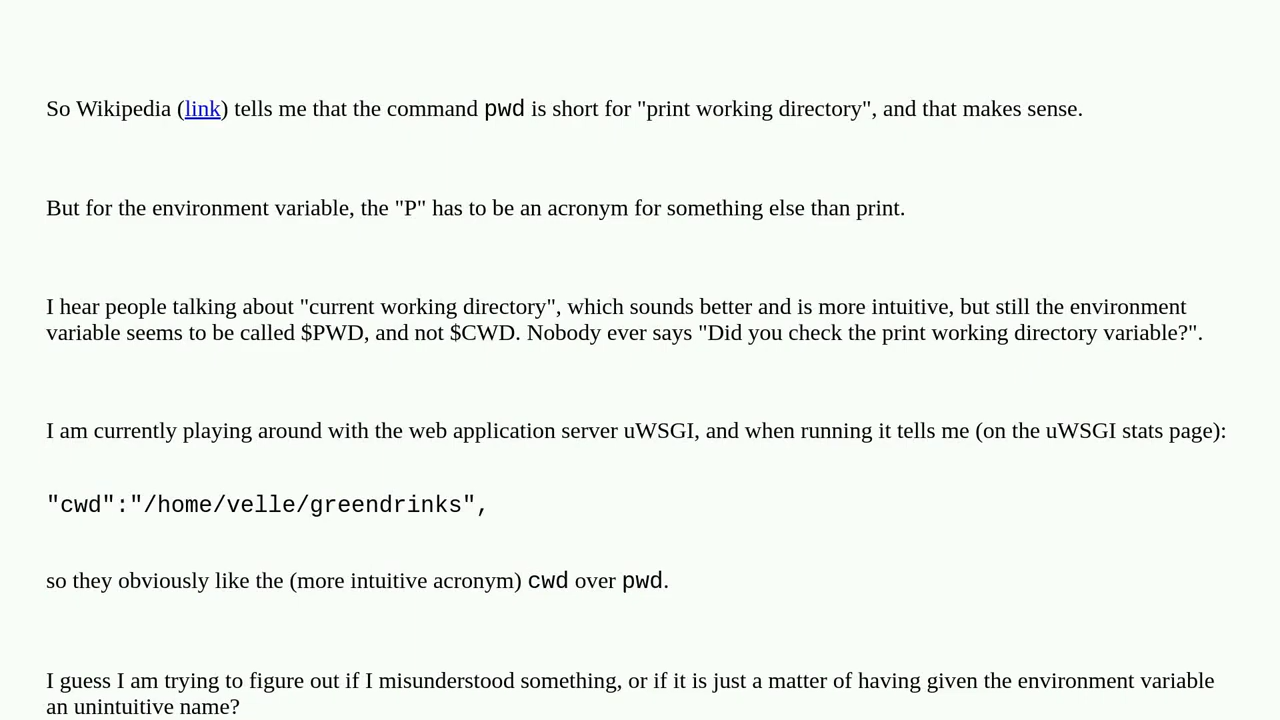 So Wikipedia (link) tells me that the command pwd is short for "print working directory", and that makes sense.
But for the environment variable, the "P" has to be an acronym for something else than print.
I hear people talking about "current working directory", which sounds better and is more intuitive, but still the environment
variable seems to be called $PWD, and not $CWD. Nobody ever says "Did you check the print working directory variable?".
I am currently playing around with the web application server uWSGI, and when running it tells me (on the uWSGI stats page):
"cwd":"/home/velle/greendrinks",
so they obviously like the (more intuitive acronym) cwd over pwd.
I guess I am trying to figure out if I misunderstood something, or if it is just a matter of having given the environment variable
an unintuitive name?